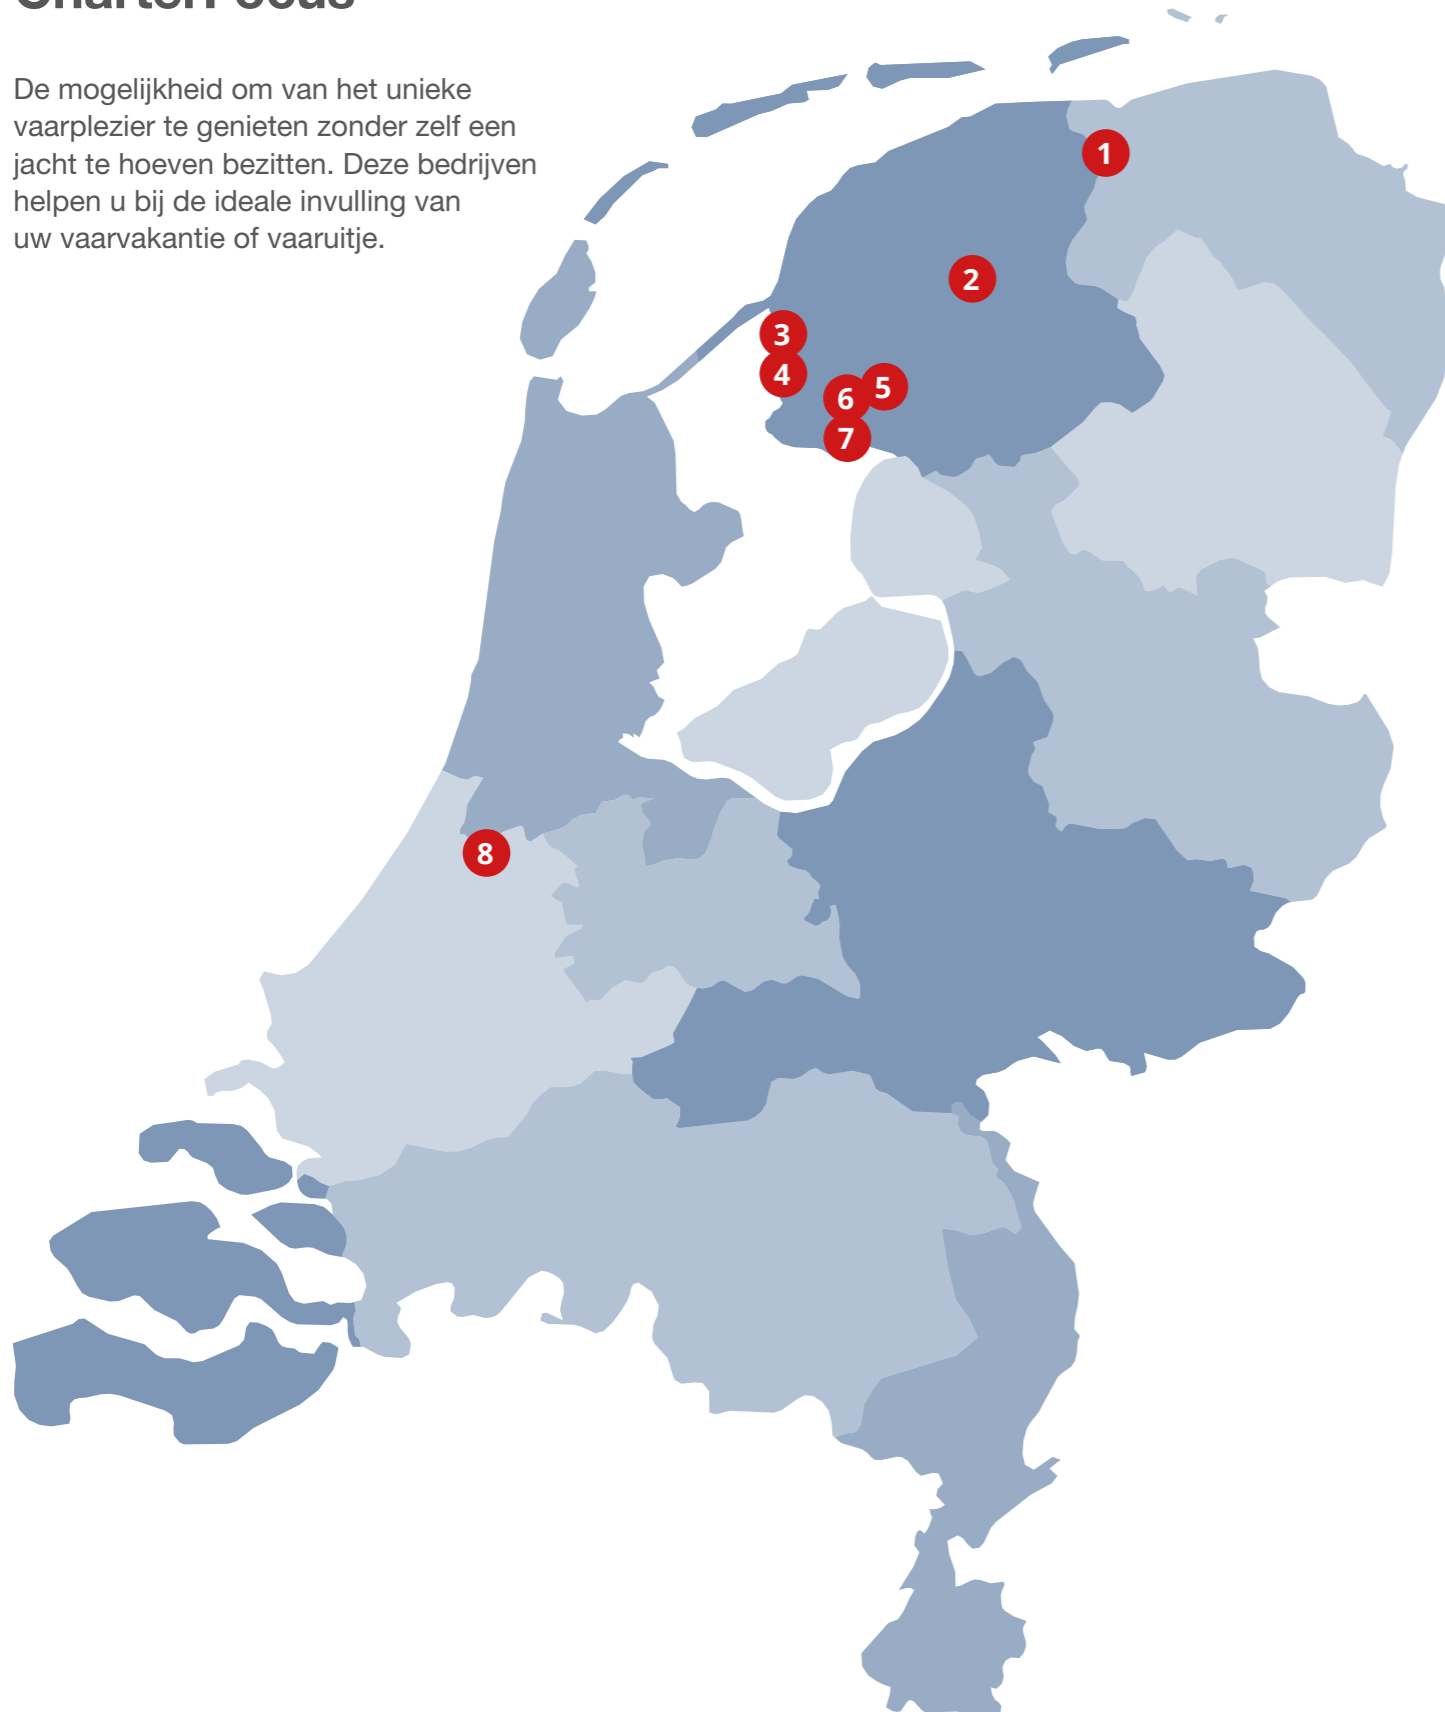 CharterFocus
De mogelijkheid om van het unieke
vaarplezier te genieten zonder zelf een
jacht te hoeven bezitten. Deze bedrijven
helpen u bij de ideale invulling van
uw vaarvakantie of vaaruitje.
1
2
3
4
5
6
7
8